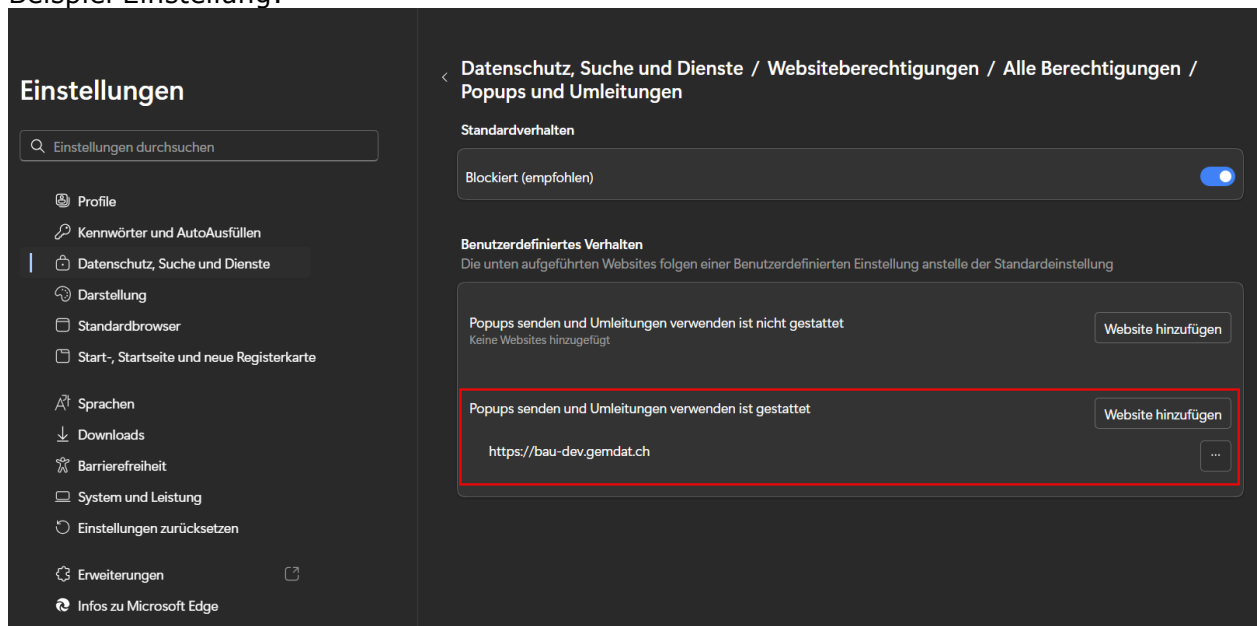 Beispiel Einstellung:
Einstellungen
Einstellungen durchsuchen
Profile
Kennwörter und AutoAusfüllen
Datenschutz, Suche und Dienste
Darstellung
Standardbrowser
Start-, Startseite und neue Registerkarte
Sprachen
Downloads
Barrierefreiheit
System und Leistung
Einstellungen zurücksetzen
Erweiterungen
Infos zu Microsoft Edge
Datenschutz, Suche und Dienste / Websiteberechtigungen / Alle Berechtigungen /
Popups und Umleitungen
Standardverhalten
Blockiert (empfohlen)
Benutzerdefiniertes Verhalten
Die unten aufgeführten Websites folgen einer Benutzerdefinierten Einstellung anstelle der Standardeinstellung
Popups senden und Umleitungen verwenden ist nicht gestattet
Keine Websites hinzugefügt
Website hinzufügen
Popups senden und Umleitungen verwenden ist gestattet
Website hinzufügen
https://bau-dev.gemdat.ch
...